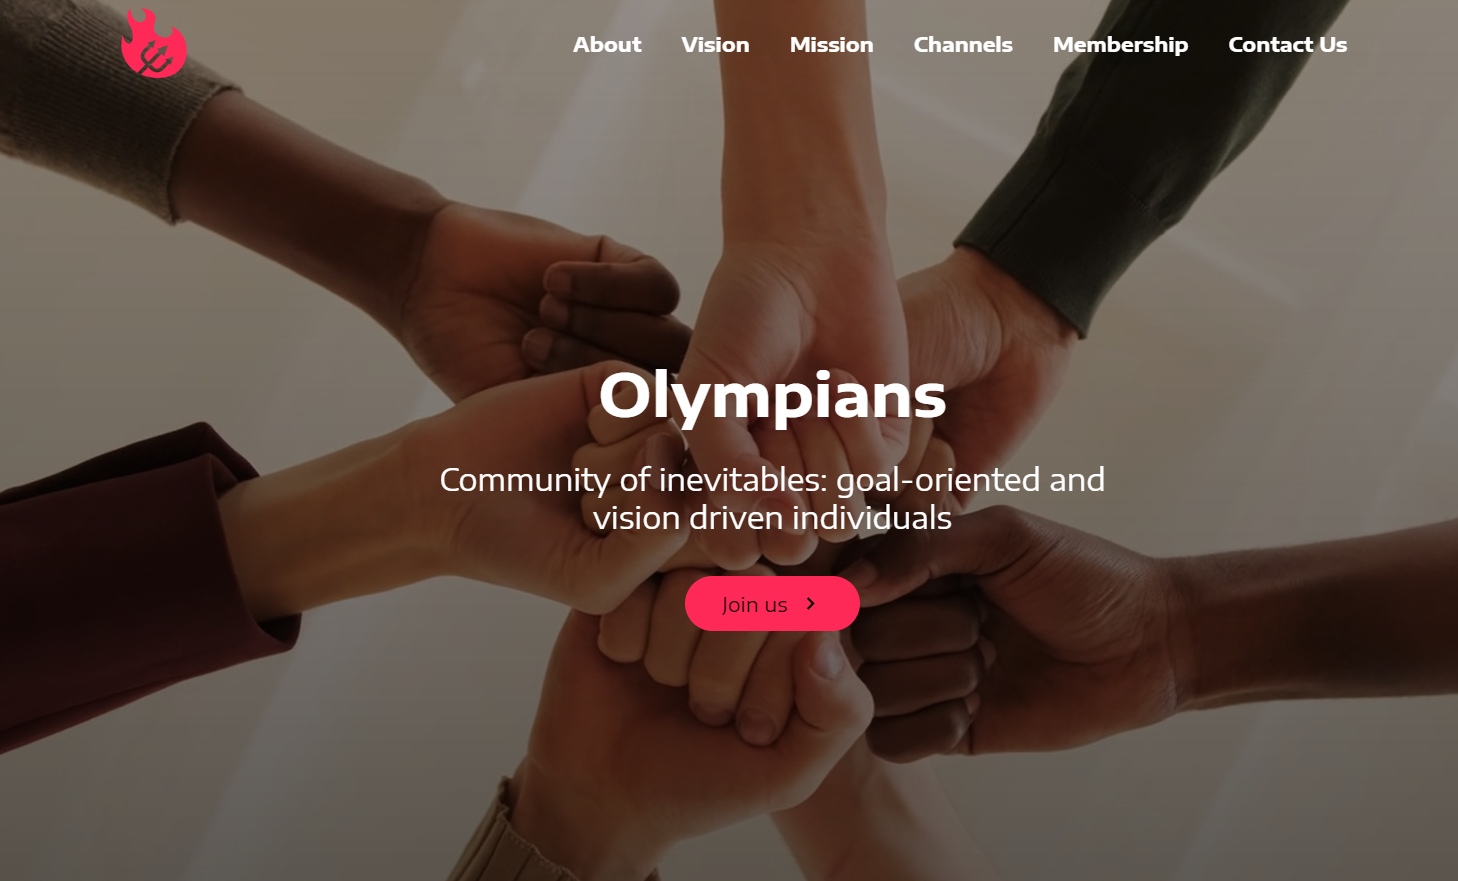 About Vision Mission Channels Membership Contact Us
Olympians
Community of inevitables: goal-oriented and
vision driven individuals
Join us